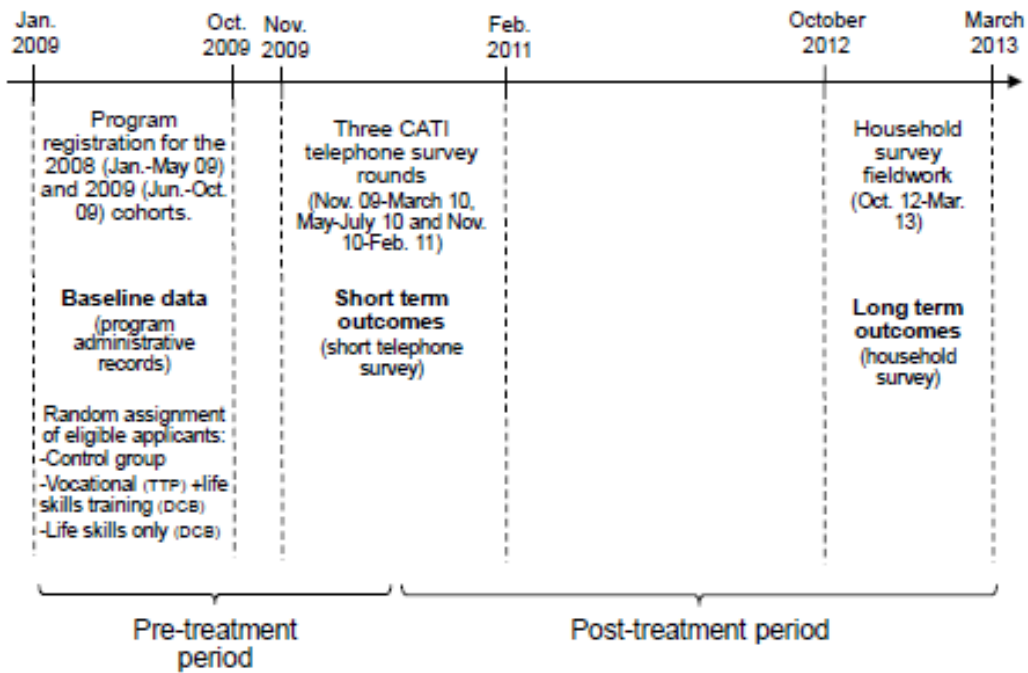 Jan.
2009
Oct.
2009
Nov.
2009
Feb.
2011
October
2012
March
2013
Program
registration for the
2008 (Jan.-May 09)
and 2009 (Jun.-Oct.
09) cohorts.
Baseline data
(program
administrative
records)
Random assignment
of eligible applicants:
-Control group
-Vocational (TTP) +life
skills training (DCB)
-Life skills only (DCB)
Three CATI
telephone survey
rounds
(Nov. 09-March 10,
May-July 10 and Nov.
10-Feb. 11)
Short term
outcomes
(short telephone
survey)
Household
survey
fieldwork
(Oct. 12-Mar.
13)
Long term
outcomes
(household
survey)
Pre-treatment
period
Post-treatment period